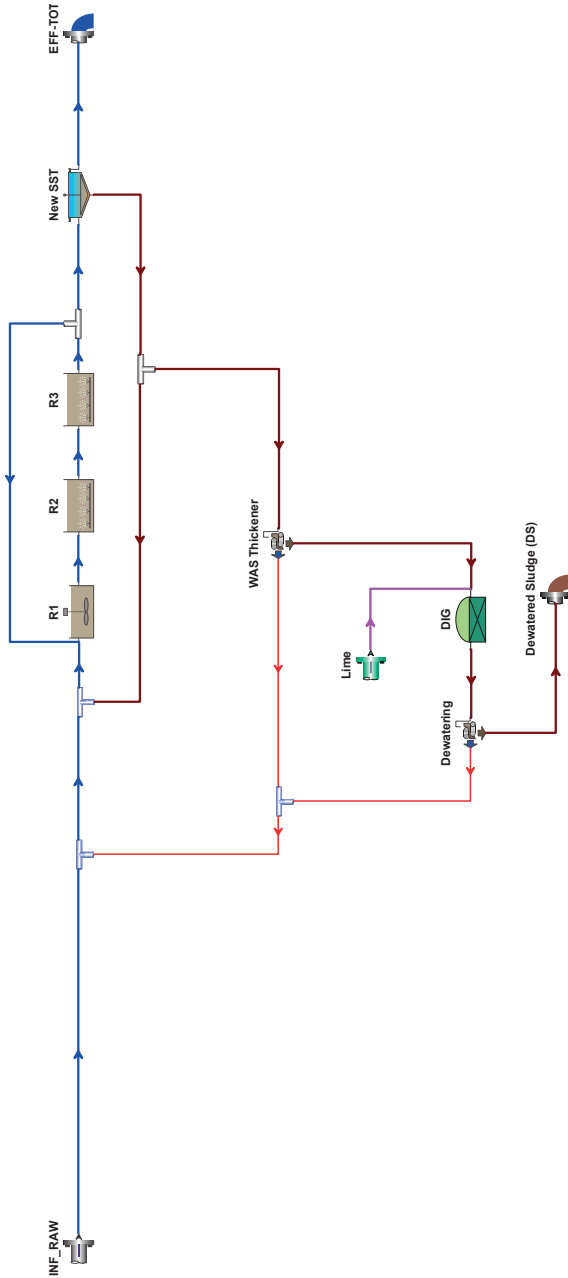 INF_RAW
R1
R2
R3
New SST
EFF-TOT
WAS Thickener
Lime
DIG
Dewatering
Dewatered Sludge (DS)